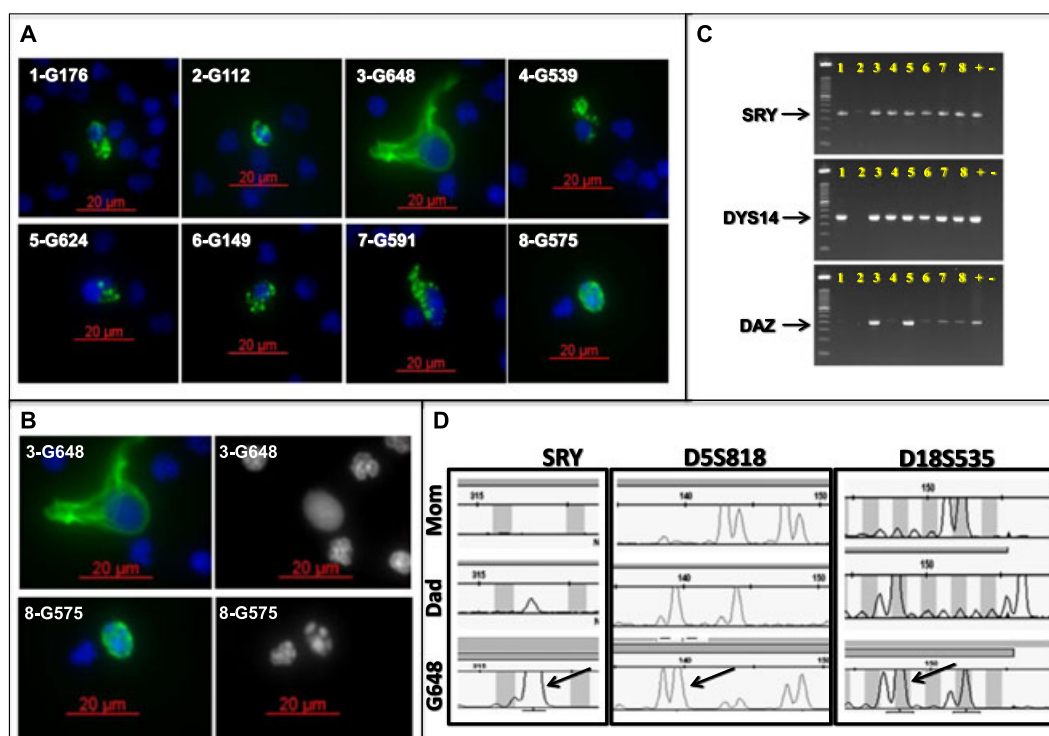 A
1-G176
2-G112
3-G648
4-G539
20 µm
20 µm
20 µm
20 µm
5-G624
6-G149
7-G591
8-G575
20 µm
20 µm
20 µm
20 µm
B
3-G648
3-G648
20 µm
20 µm
8-G575
8-G575
20 µm
20 µm
C
1 2 3 4 5 6 7 8 + -
SRY
1 2 3 4 5 6 7 8 + -
DYS14
1 2 3 4 5 6 7 8 + -
DAZ
D
SRY D5S818 D18S535
Mom
315 140 150 150
N
Dad
315 140 150 150
N
G648
315 140 150 150